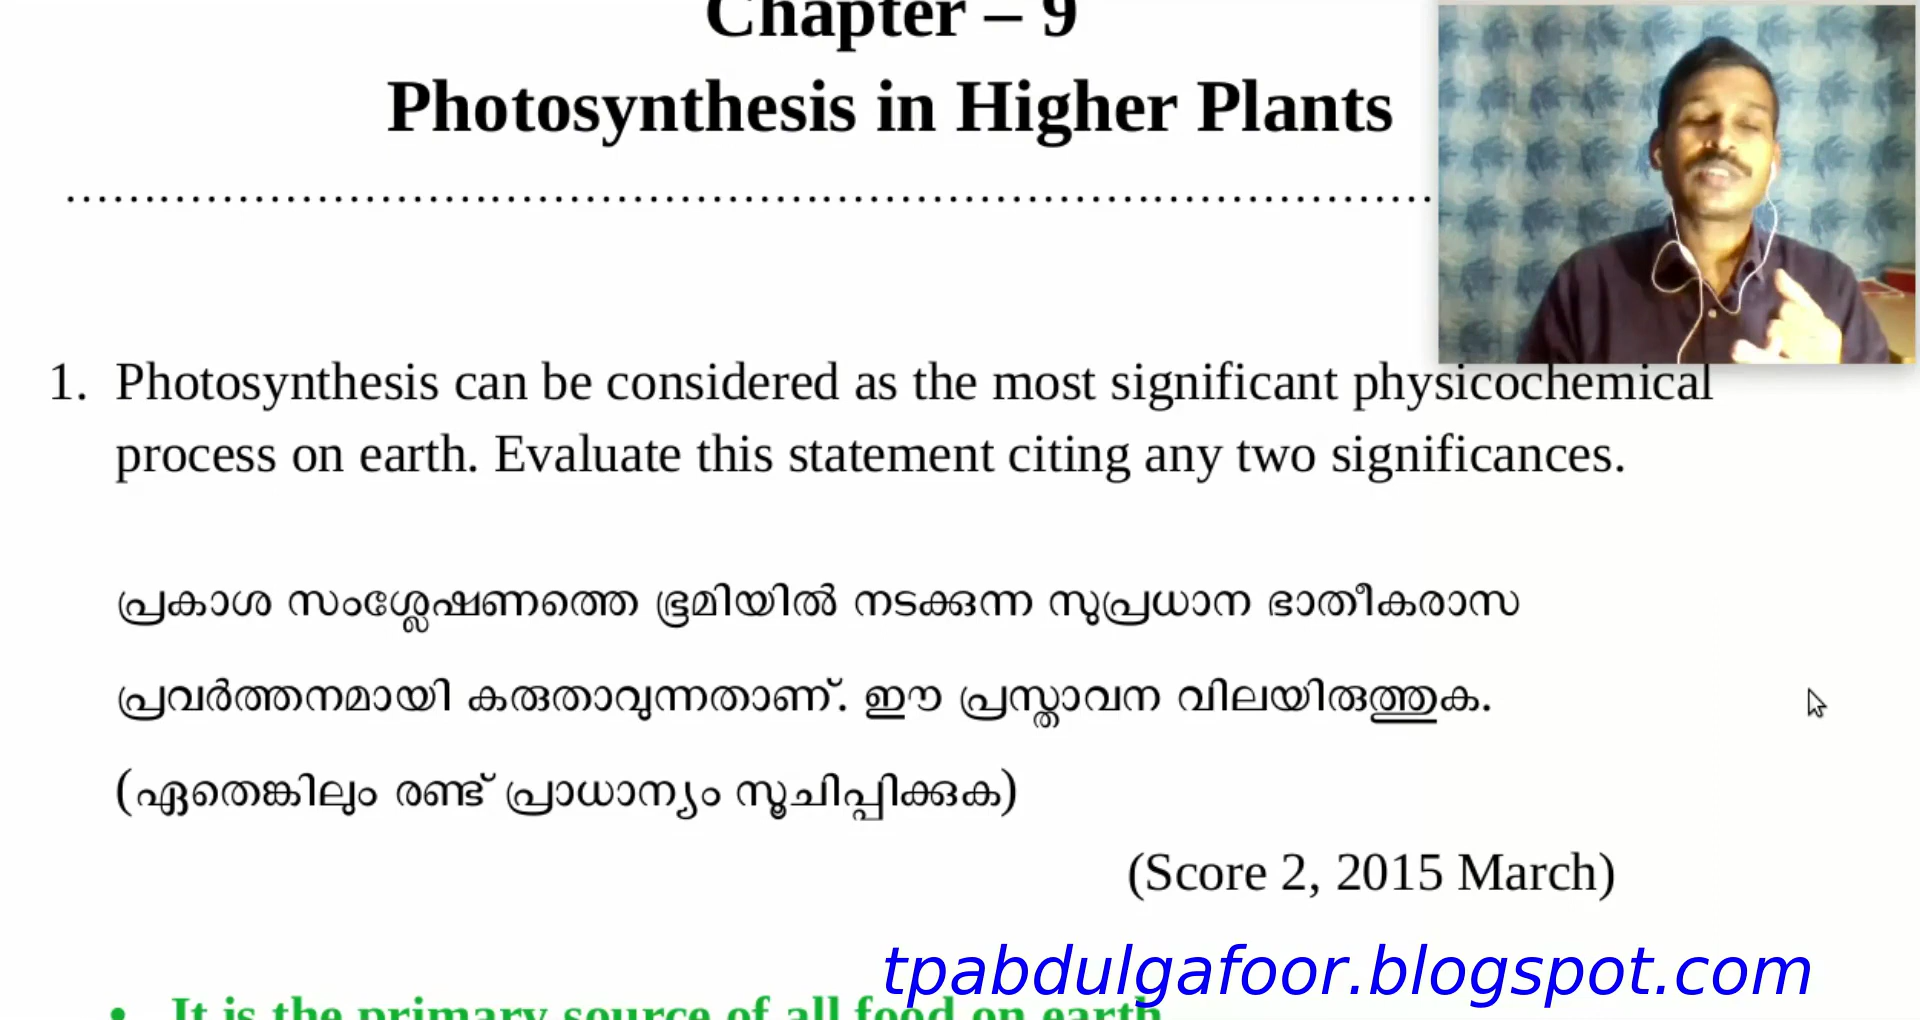 Chapter – 9
Photosynthesis in Higher Plants
1. Photosynthesis can be considered as the most significant physicochemical
process on earth. Evaluate this statement citing any two significances.
പ്രകാശ സംശ്ലേഷണത്തെ ഭൂമിയിൽ നടക്കുന്ന സുപ്രധാന ഭാതീകരാസ
പ്രവർത്തനമായി കരുതാവുന്നതാണ്. ഈ പ്രസ്താവന വിലയിരുത്തുക.
(ഏതെങ്കിലും രണ്ട് പ്രാധാന്യം സൂചിപ്പിക്കുക)
(Score 2, 2015 March)
tpabdulgafoor.blogspot.com
• It is the primary source of all food on earth